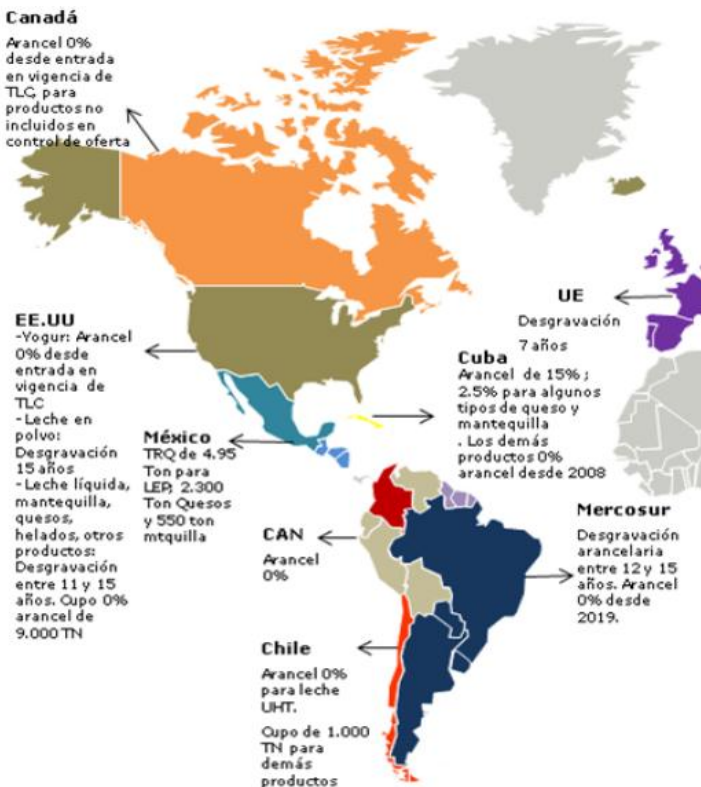 Canadá
Arancel 0%
desde entrada
en vigencia de
TLC, para
productos no
incluidos en
control de oferta
EE.UU
-Yogur: Arancel
0% desde
entrada en
vigencia de
TLC
- Leche en
polvo:
Desgravación
15 años
- Leche líquida,
mantequilla,
quesos,
helados, otros
productos:
Desgravación
entre 11 y 15
años. Cupo 0%
arancel de
9.000 TN
México
TRQ de 4.95
Ton para
LEP; 2.300
Ton Quesos
y 550 ton
mtquilla
UE
Desgravación
7 años
Cuba
Arancel de 15% ;
2.5% para algunos
tipos de queso y
mantequilla
. Los demás
productos 0%
arancel desde 2008
CAN
Arancel
0%
Mercosur
Desgravación
arancelaria
entre 12 y 15
años. Arancel
0% desde
2019.
Chile
Arancel 0%
para leche
UHT.
Cupo de 1.000
TN para
demás
productos